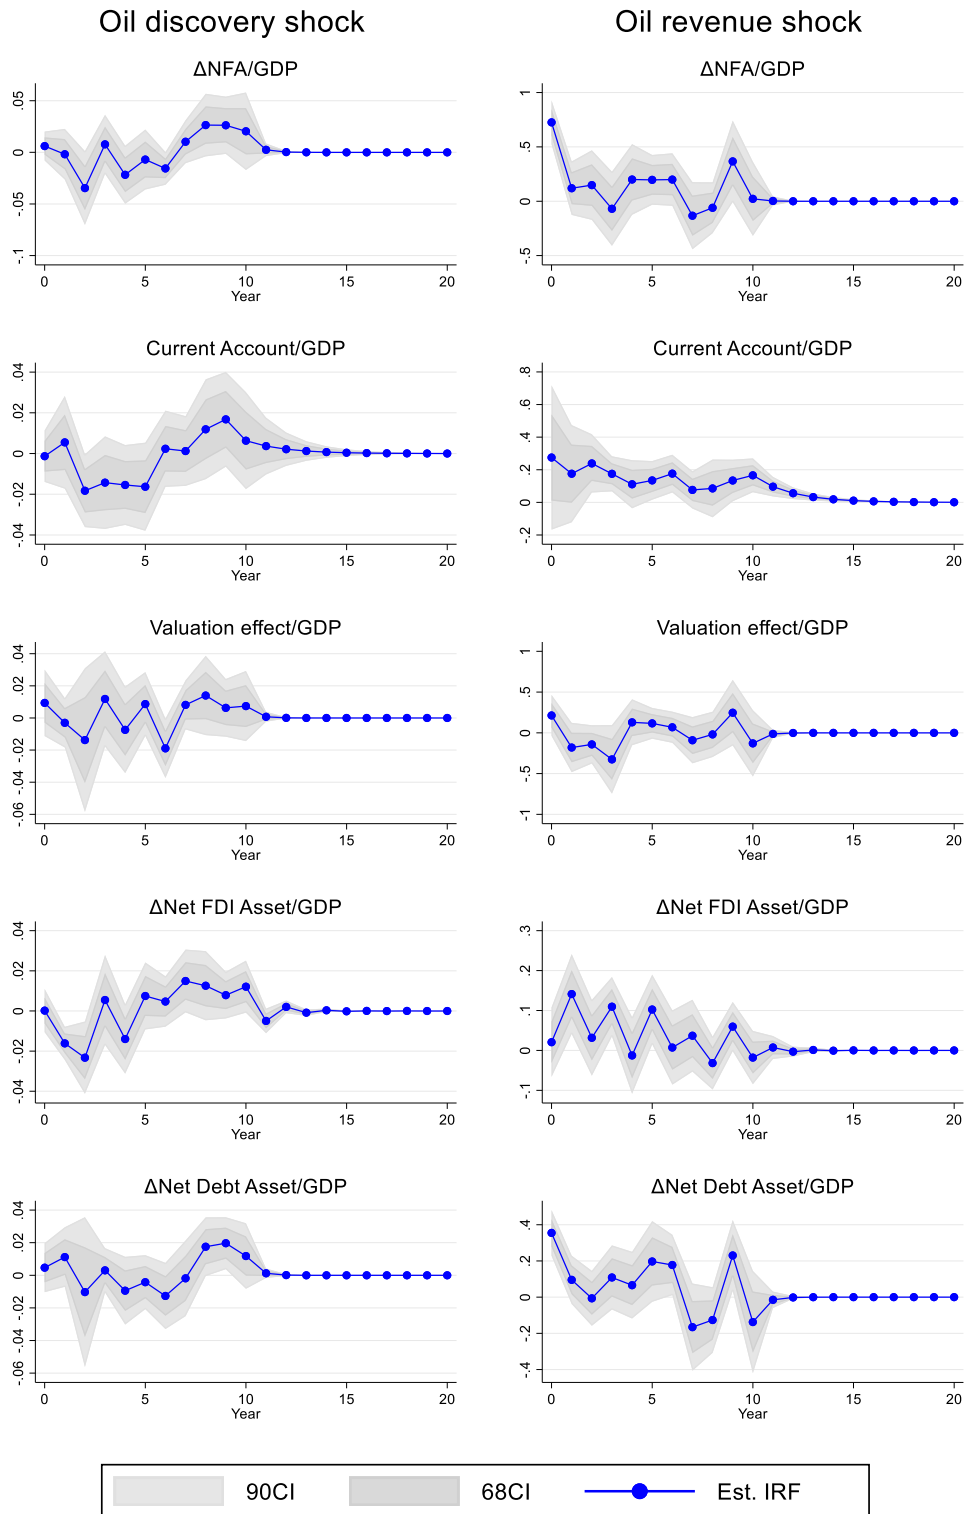 Oil discovery shock
Oil revenue shock
ΔNFA/GDP
.05
0
-.05
-.1
0 5 10 15 20
Year
ΔNFA/GDP
1
.5
0
-.5
0 5 10 15 20
Year
Current Account/GDP
.04
.02
0
-.02
-.04
0 5 10 15 20
Year
Current Account/GDP
.8
.6
.4
.2
0
-.2
0 5 10 15 20
Year
Valuation effect/GDP
.04
.02
0
-.02
-.04
-.06
0 5 10 15 20
Year
Valuation effect/GDP
1
.5
0
-.5
-1
0 5 10 15 20
Year
ΔNet FDI Asset/GDP
.04
.02
0
-.02
-.04
0 5 10 15 20
Year
ΔNet FDI Asset/GDP
.3
.2
.1
0
-.1
0 5 10 15 20
Year
ΔNet Debt Asset/GDP
.04
.02
0
-.02
-.04
-.06
0 5 10 15 20
Year
ΔNet Debt Asset/GDP
.4
.2
0
-.2
-.4
0 5 10 15 20
Year
90CI 68CI Est. IRF